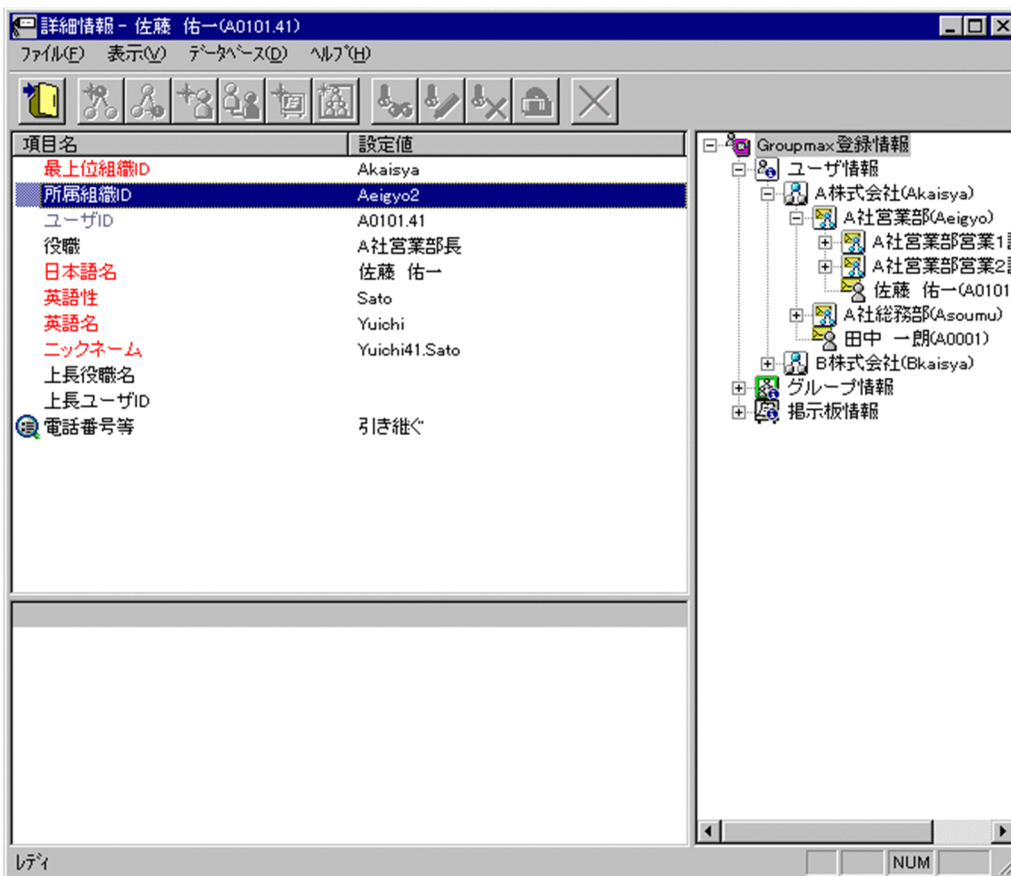 詳細情報 - 佐藤 佑一(A0101.41)
ファイル(F) 表示(V) データベース(D) ヘルプ(H)
項目名 設定値
最上位組織ID Akaisya
所属組織ID Aeigyo2
ユーザID A0101.41
役職 A社営業部長
日本語名 佐藤 佑一
英語性 Sato
英語名 Yuichi
ニックネーム Yuichi41.Sato
上長役職名
上長ユーザID
電話番号等 引き継ぐ
Groupmax登録情報
ユーザ情報
A株式会社(Akaisya)
A社営業部(Aeigyo)
A社営業部営業1
A社営業部営業2
佐藤 佑一(A0101
A社総務部(Asoumu)
田中 一朗(A0001)
B株式会社(Bkaisya)
グループ情報
掲示板情報
レディ
NUM